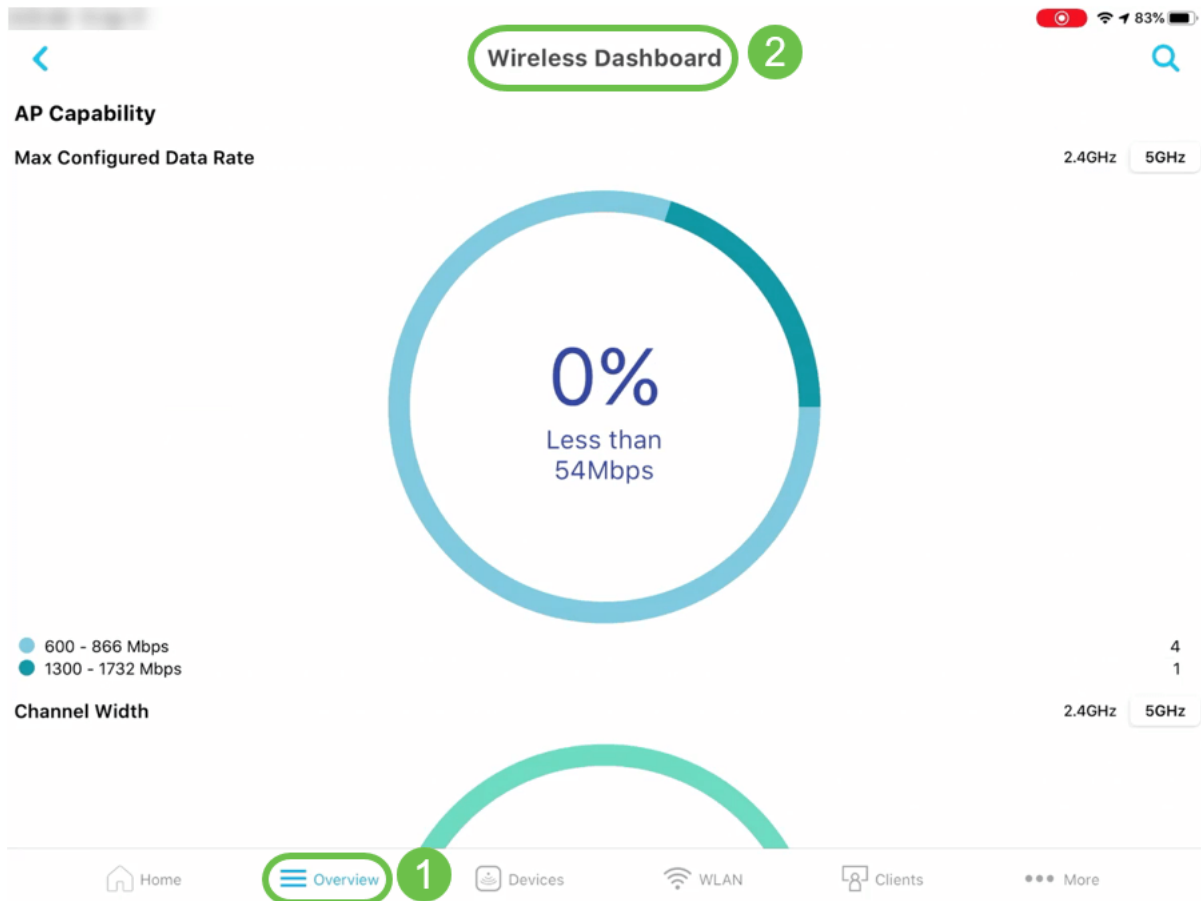 83%
Wireless Dashboard
2
AP Capability
Max Configured Data Rate
2.4GHz 5GHz
0%
Less than
54Mbps
600 - 866 Mbps 4
1300 - 1732 Mbps 1
Channel Width
2.4GHz 5GHz
Home Overview 1 Devices WLAN Clients More